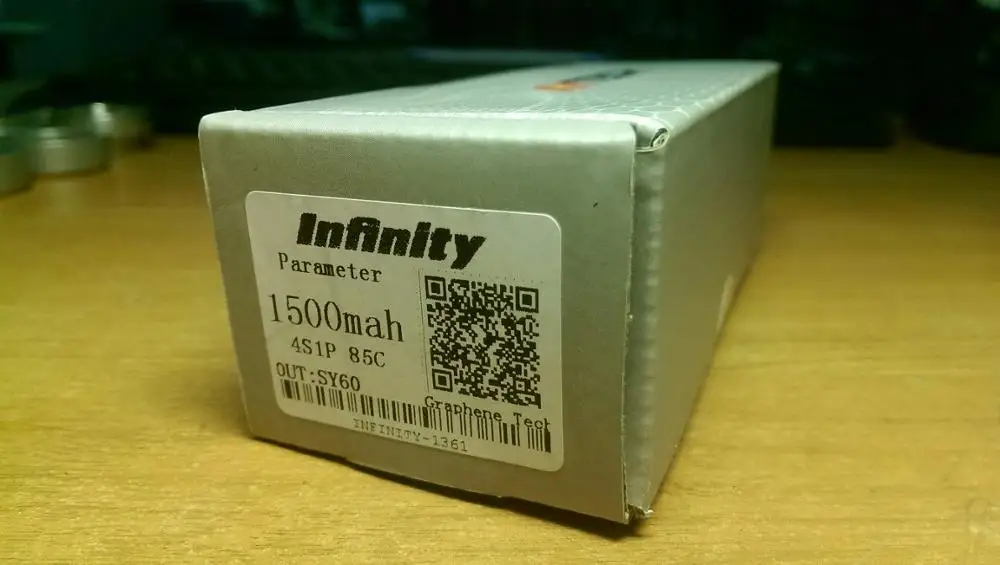 Infinity
Parameter
1500mah
4S1P 85C
OUT:SY60
Graphene Tech
INFINITY-1361